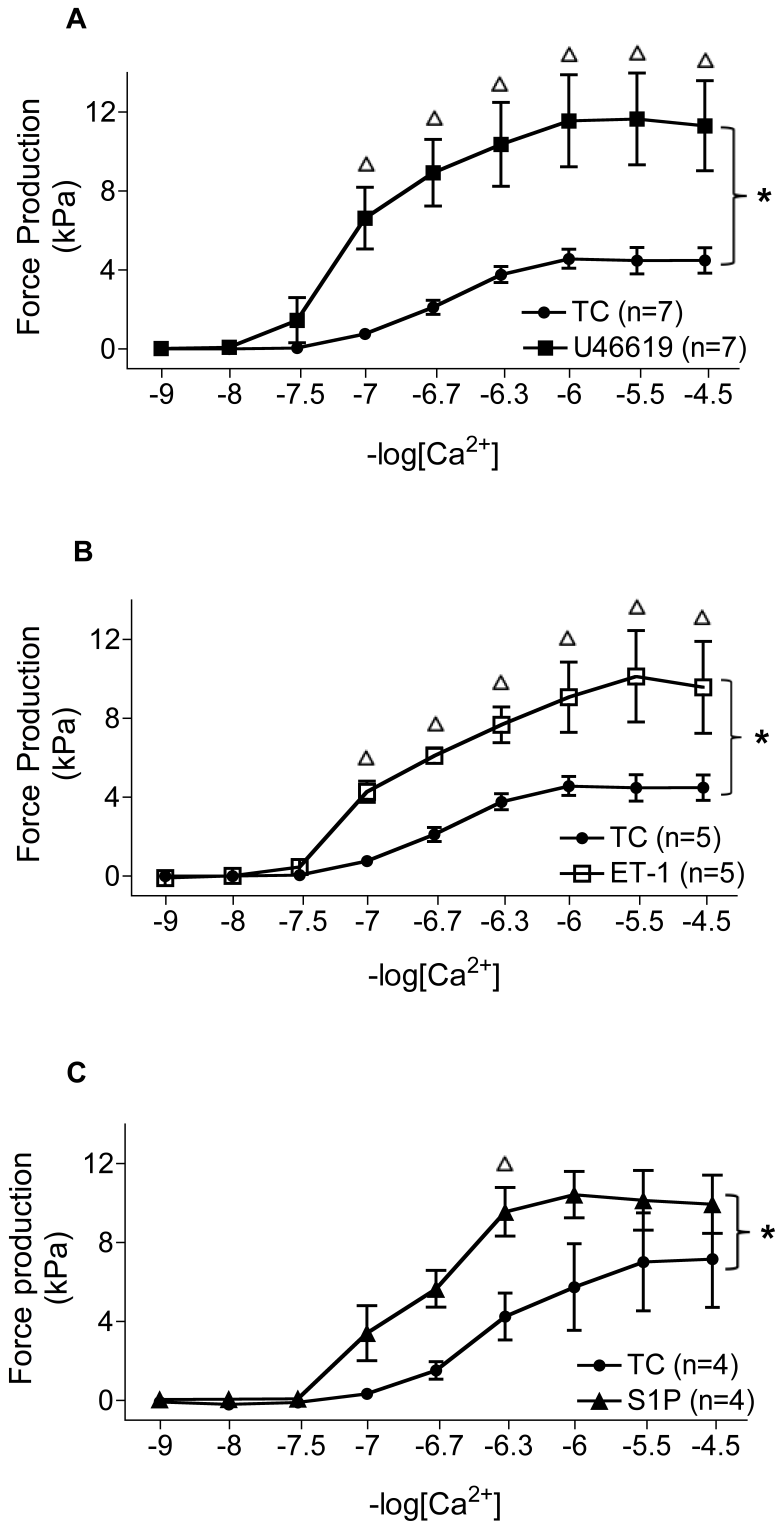 A
Force Production
(kPa)
12
8
4
0
*
TC (n=7)
U46619 (n=7)
-9 -8 -7.5 -7 -6.7 -6.3 -6 -5.5 -4.5
-log[Ca2+]
B
Force Production
(kPa)
12
8
4
0
*
TC (n=5)
ET-1 (n=5)
-9 -8 -7.5 -7 -6.7 -6.3 -6 -5.5 -4.5
-log[Ca2+]
C
Force production
(kPa)
12
8
4
0
*
TC (n=4)
S1P (n=4)
-9 -8 -7.5 -7 -6.7 -6.3 -6 -5.5 -4.5
-log[Ca2+]